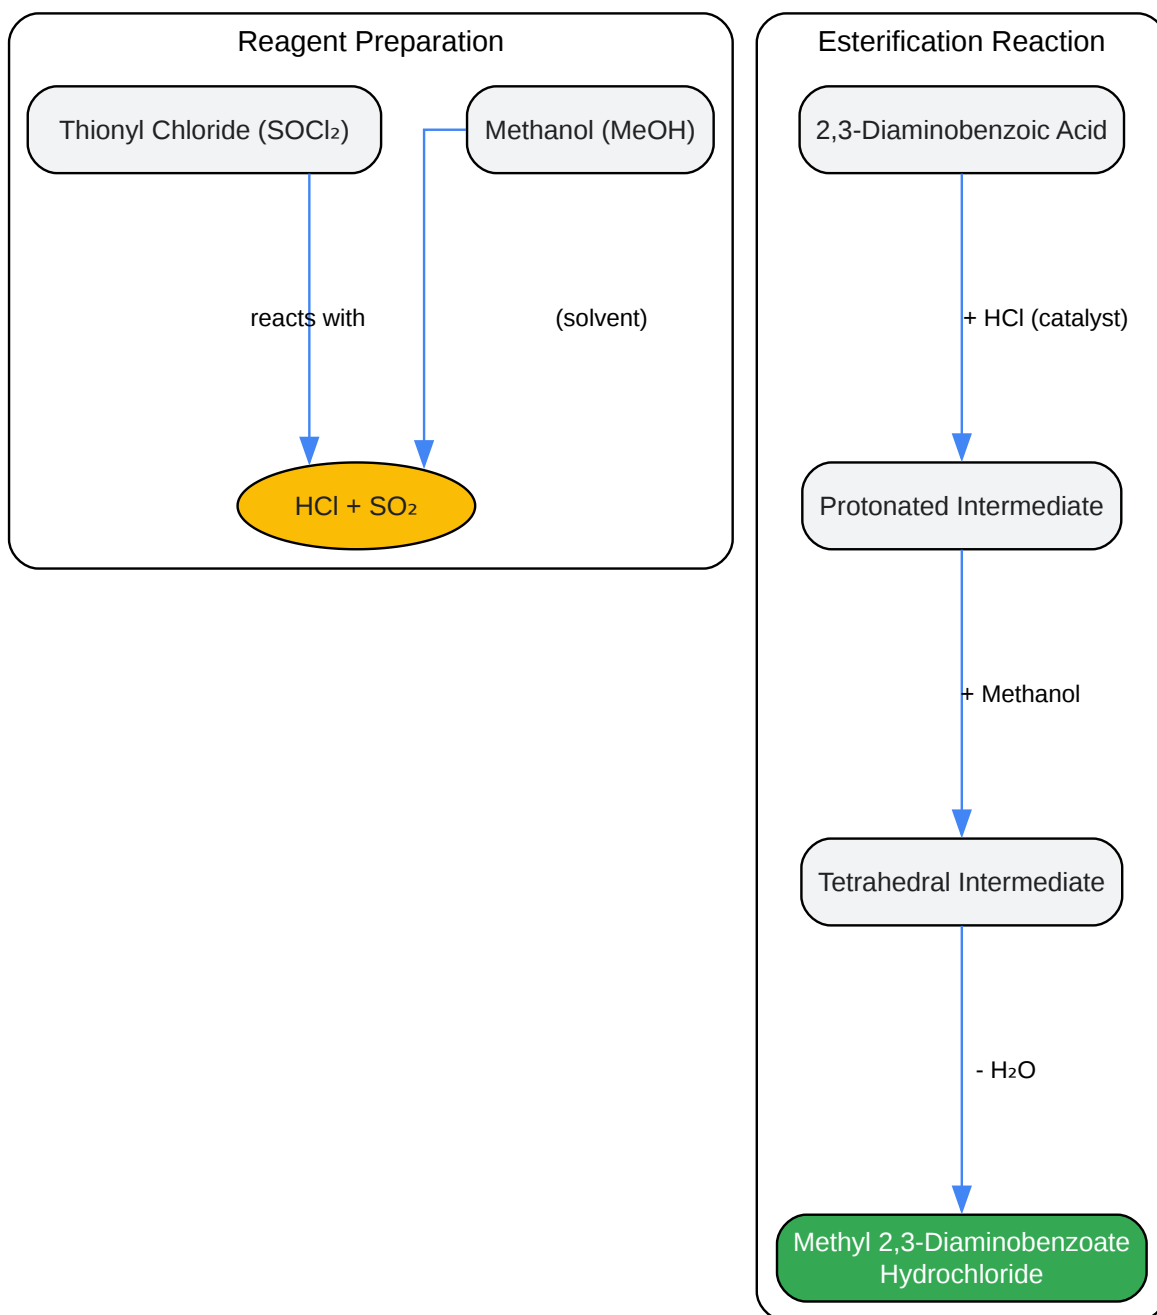 Reagent Preparation
Thionyl Chloride (SOCl₂)
Methanol (MeOH)
reacts with
(solvent)
HCl + SO₂
Esterification Reaction
2,3-Diaminobenzoic Acid
+ HCl (catalyst)
Protonated Intermediate
+ Methanol
Tetrahedral Intermediate
- H₂O
Methyl 2,3-Diaminobenzoate
Hydrochloride